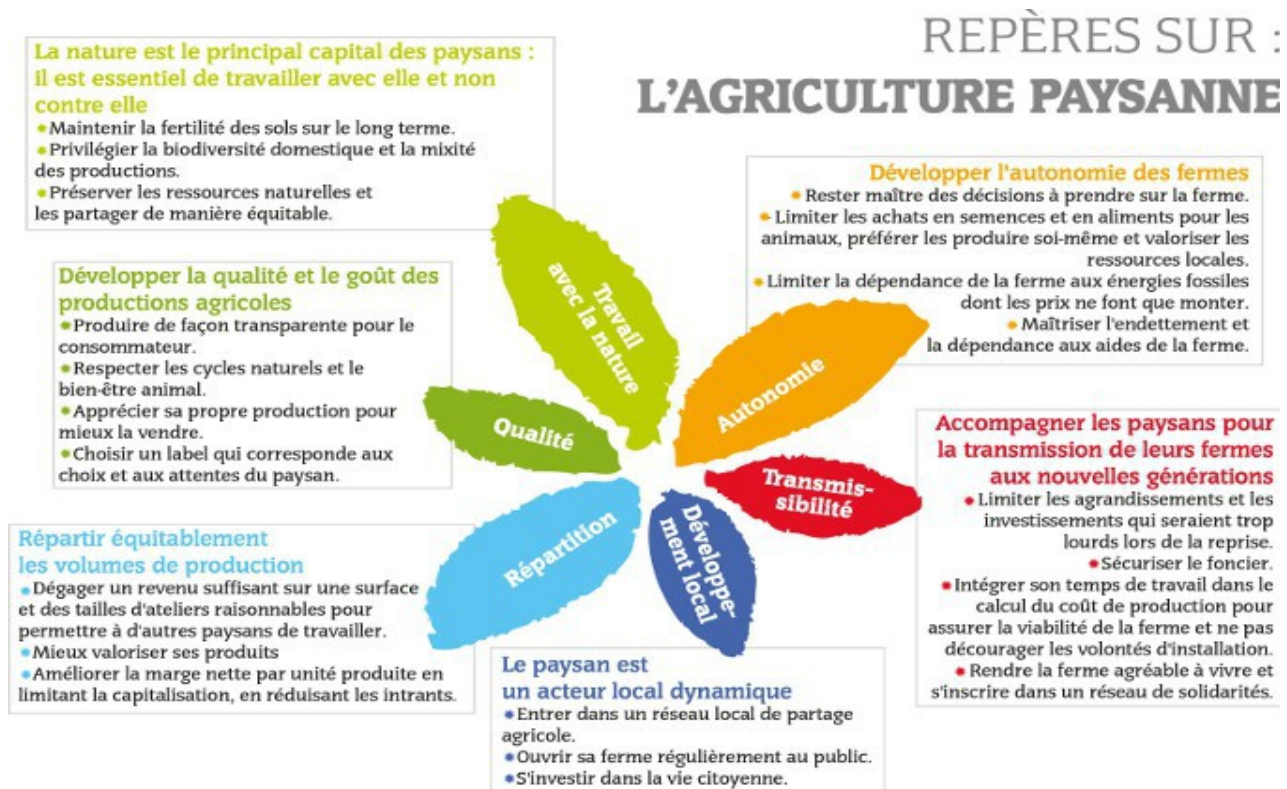 REPÈRES SUR :
L'AGRICULTURE PAYSANNE
La nature est le principal capital des paysans :
il est essentiel de travailler avec elle et non
contre elle
Maintenir la fertilité des sols sur le long terme.
Privilégier la biodiversité domestique et la mixité
des productions.
Préserver les ressources naturelles et
les partager de manière équitable.
Développer l'autonomie des fermes
Rester maître des décisions à prendre sur la ferme.
Limiter les achats en semences et en aliments pour les
animaux, préférer les produire soi-même et valoriser les
ressources locales.
Limiter la dépendance de la ferme aux énergies fossiles
dont les prix ne font que monter.
Maîtriser l'endettement et
la dépendance aux aides de la ferme.
Développer la qualité et le goût des
productions agricoles
Produire de façon transparente pour le
consommateur.
Respecter les cycles naturels et le
bien-être animal.
Apprécier sa propre production pour
mieux la vendre.
Choisir un label qui corresponde aux
choix et aux attentes du paysan.
Travail
avec la nature
Autonomie
Qualité
Transmis-
sibilité
Répartition
Développe-
ment local
Accompagner les paysans pour
la transmission de leurs fermes
aux nouvelles générations
Limiter les agrandissements et les
investissements qui seraient trop
lourds lors de la reprise.
Sécuriser le foncier.
Intégrer son temps de travail dans le
calcul du coût de production pour
assurer la viabilité de la ferme et ne pas
décourager les volontés d'installation.
Rendre la ferme agréable à vivre et
s'inscrire dans un réseau de solidarités.
Répartir équitablement
les volumes de production
Dégager un revenu suffisant sur une surface
et des tailles d'ateliers raisonnables pour
permettre à d'autres paysans de travailler.
Mieux valoriser ses produits
Améliorer la marge nette par unité produite en
limitant la capitalisation, en réduisant les intrants.
Le paysan est
un acteur local dynamique
Entrer dans un réseau local de partage
agricole.
Ouvrir sa ferme régulièrement au public.
S'investir dans la vie citoyenne.